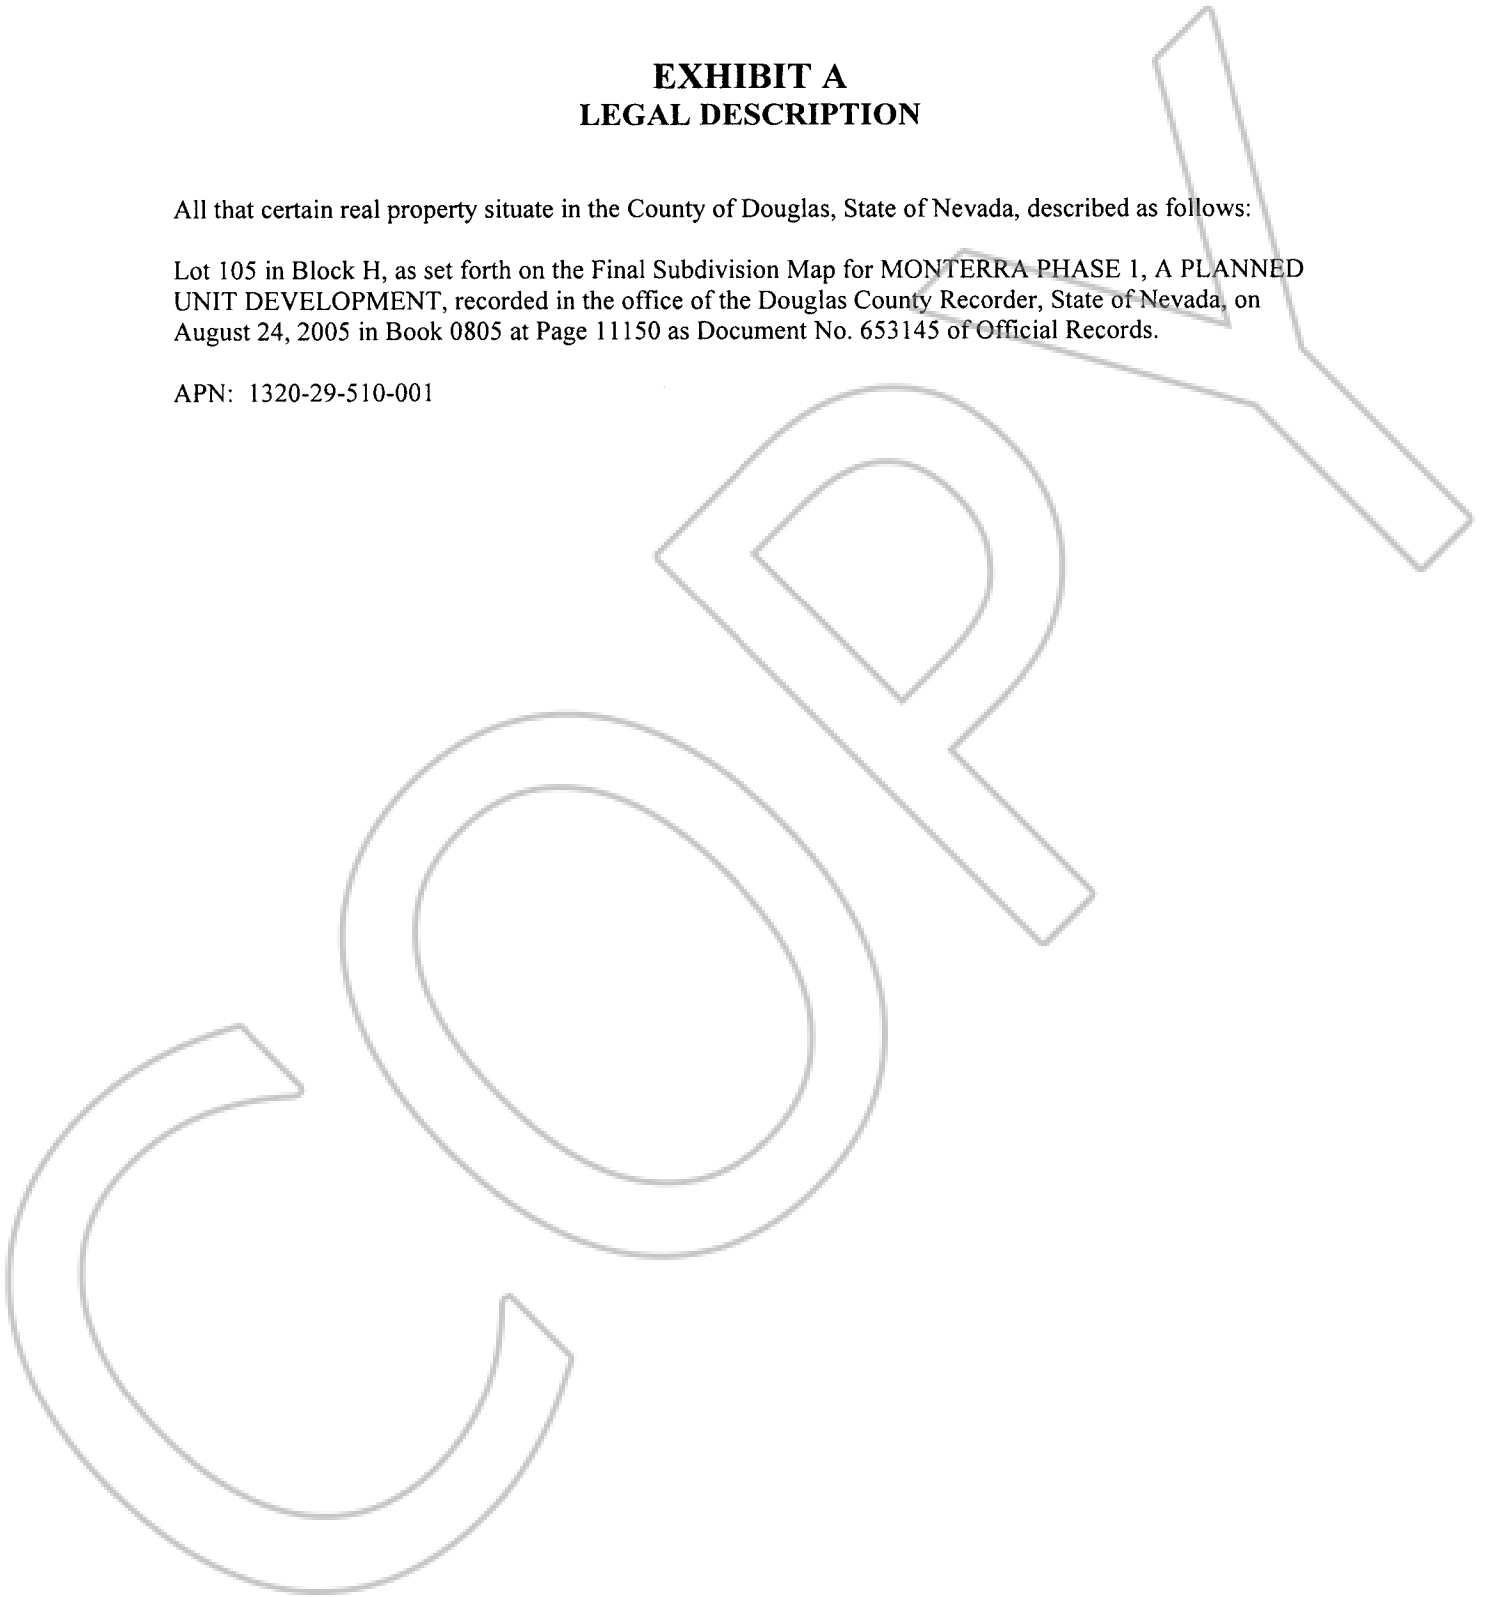 EXHIBIT A
LEGAL DESCRIPTION
All that certain real property situate in the County of Douglas, State of Nevada, described as follows:
Lot 105 in Block H, as set forth on the Final Subdivision Map for MONTERRA PHASE 1, A PLANNED
UNIT DEVELOPMENT, recorded in the office of the Douglas County Recorder, State of Nevada, on
August 24, 2005 in Book 0805 at Page 11150 as Document No. 653145 of Official Records.
APN: 1320-29-510-001
COPY